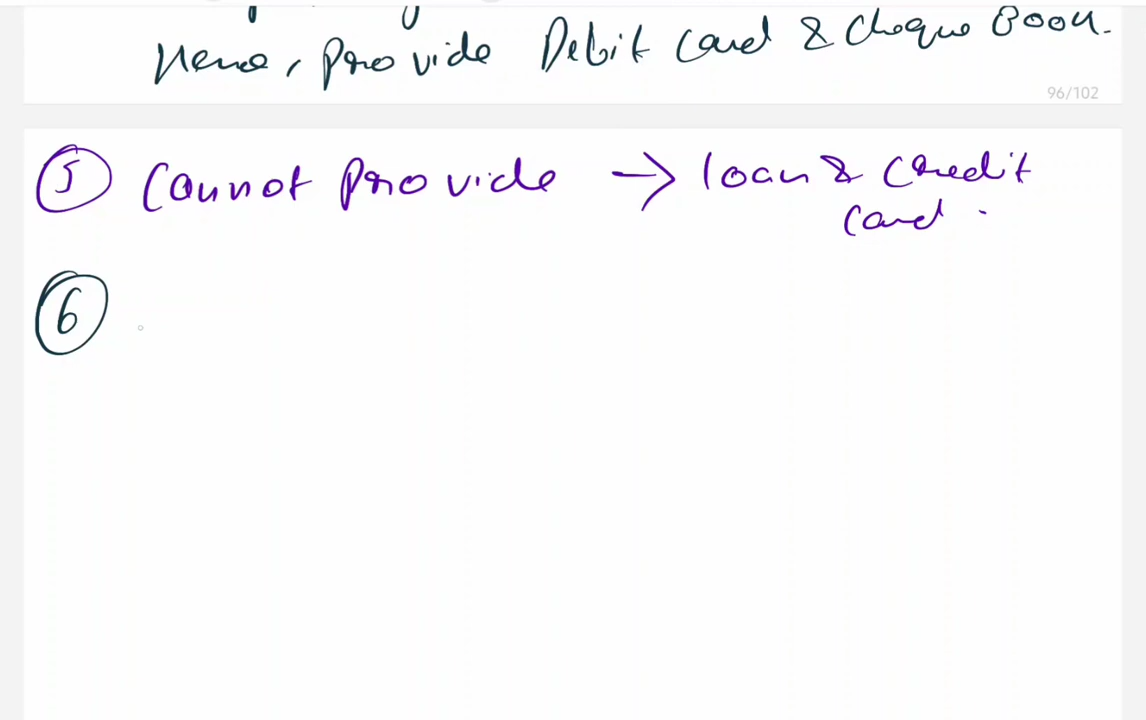 Hence, Provide Debit Card & Cheque Book.
96/102
5 Cannot Provide → loan & Credit
Card.
6